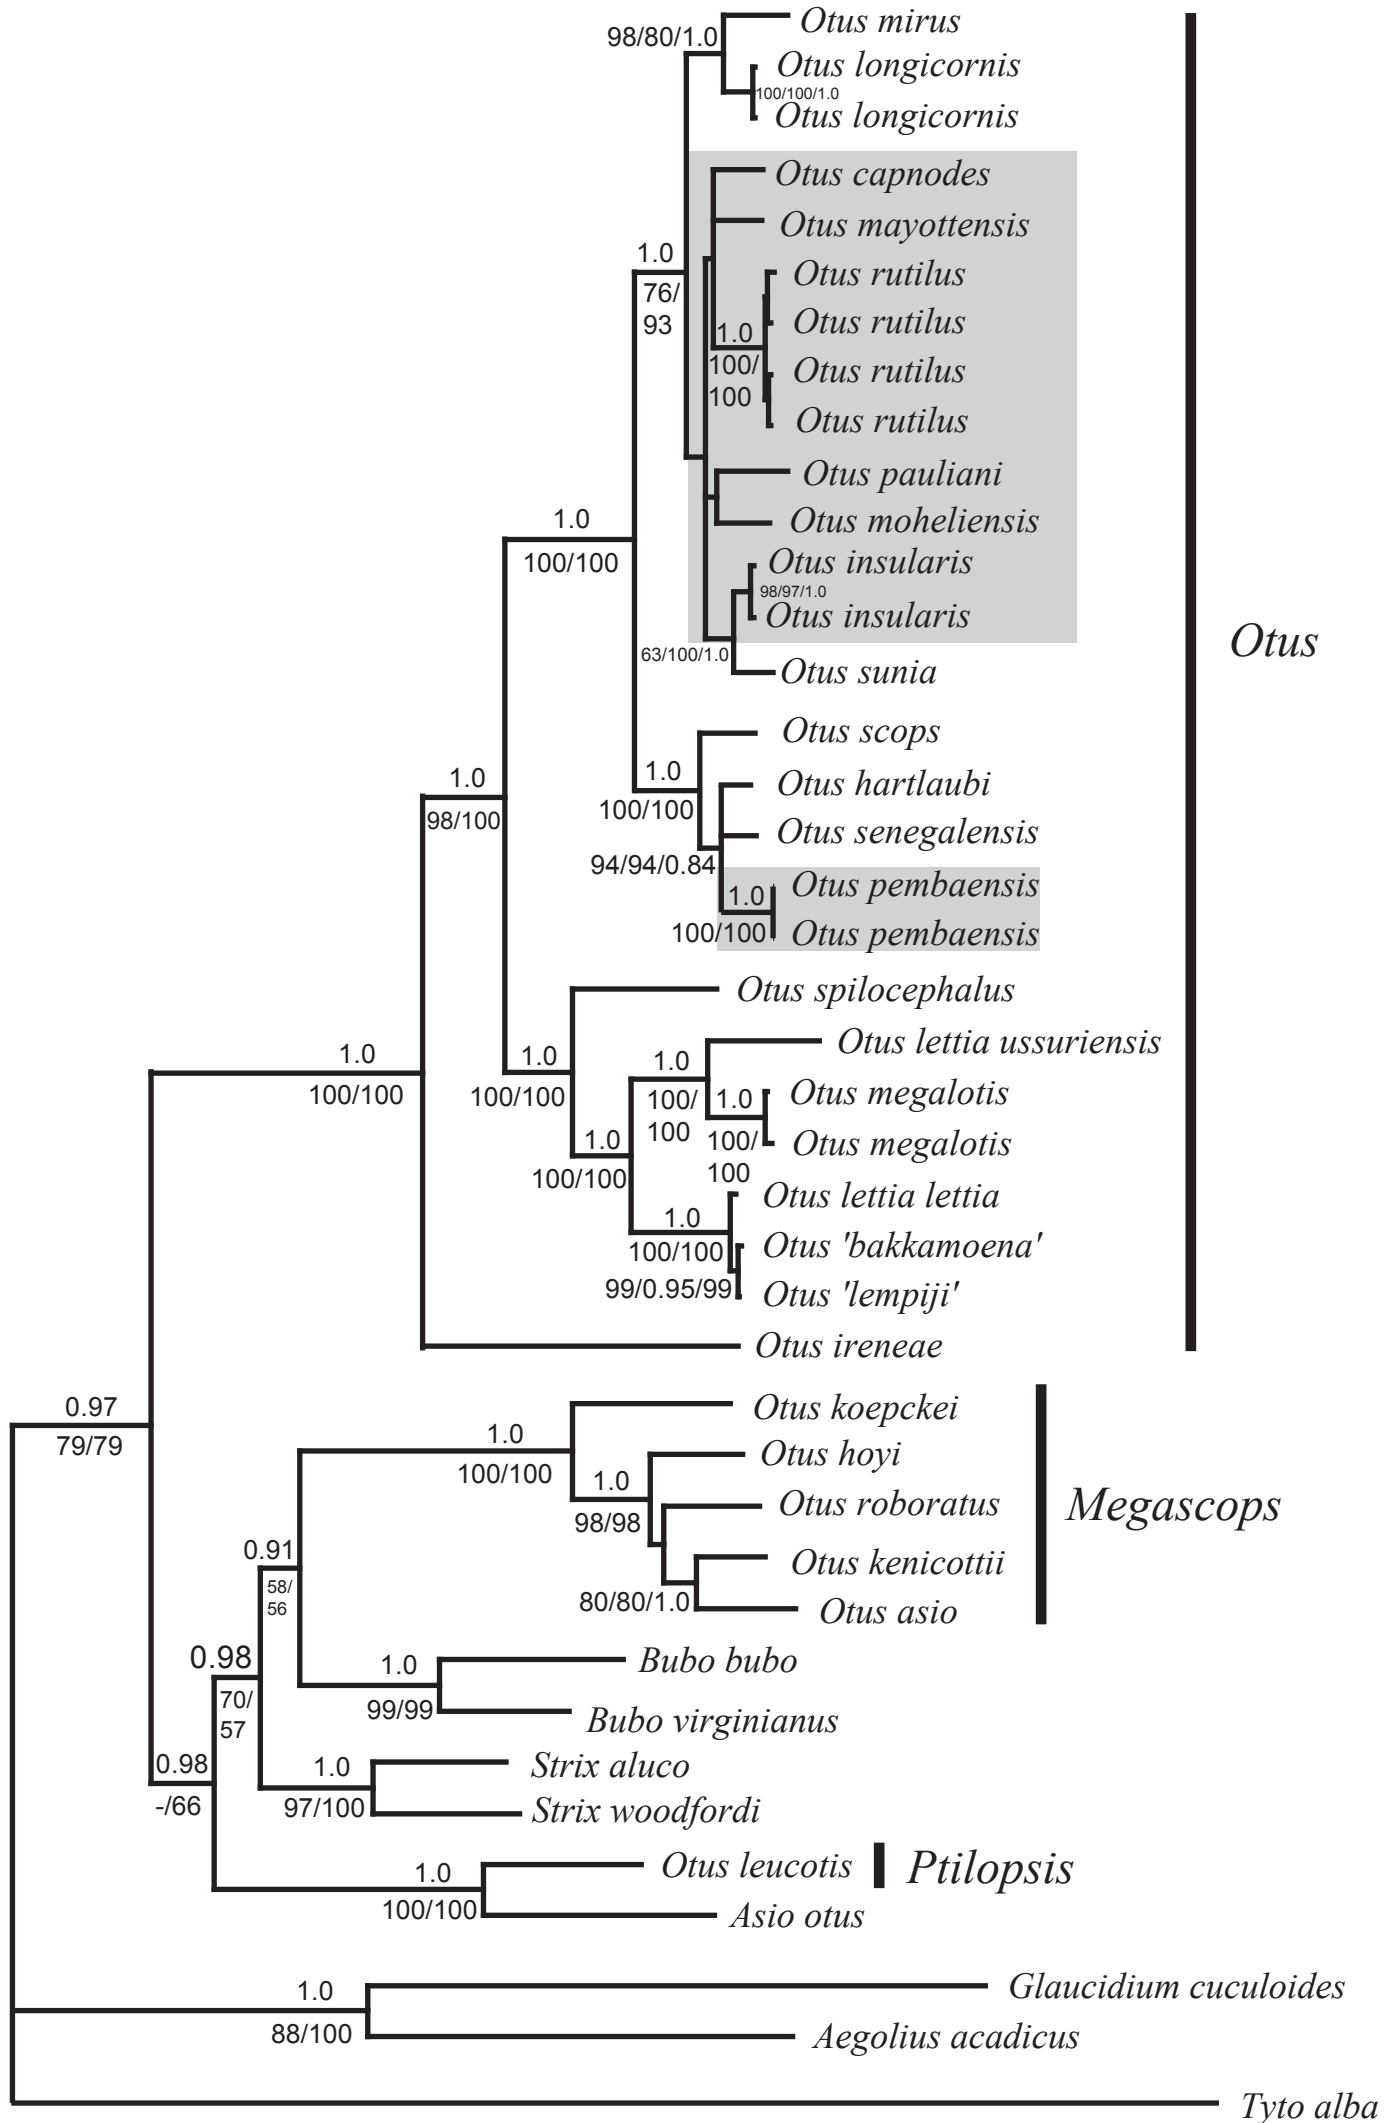 Otus mirus
98/80/1.0
Otus longicornis
100/100/1.0
Otus longicornis
Otus capnodes
Otus mayottensis
1.0
76/
93
Otus rutilus
Otus rutilus
1.0
100/
100
Otus rutilus
Otus rutilus
Otus pauliani
Otus moheliensis
1.0
100/100
Otus insularis
98/97/1.0
Otus insularis
63/100/1.0
Otus sunia
Otus
Otus scops
1.0
100/100
Otus hartlaubi
1.0
98/100
Otus senegalensis
94/94/0.84
Otus pembaensis
1.0
100/100
Otus pembaensis
Otus spilocephalus
Otus lettia ussuriensis
1.0
100/100
1.0
100/100
1.0
100/
100
Otus megalotis
1.0
100/
100
Otus megalotis
1.0
100/100
Otus lettia lettia
1.0
100/100
Otus 'bakkamoena'
99/0.95/99
Otus 'lempiji'
Otus ireneae
0.97
79/79
Otus koepckei
1.0
100/100
Otus hoyi
1.0
98/98
Otus roboratus
Megascops
0.91
58/
56
Otus kenicottii
80/80/1.0
Otus asio
0.98
70/
57
Bubo bubo
1.0
99/99
Bubo virginianus
0.98
-/66
Strix aluco
1.0
97/100
Strix woodfordi
Otus leucotis
Ptilopsis
1.0
100/100
Asio otus
Glaucidium cuculoides
1.0
88/100
Aegolius acadicus
Tyto alba